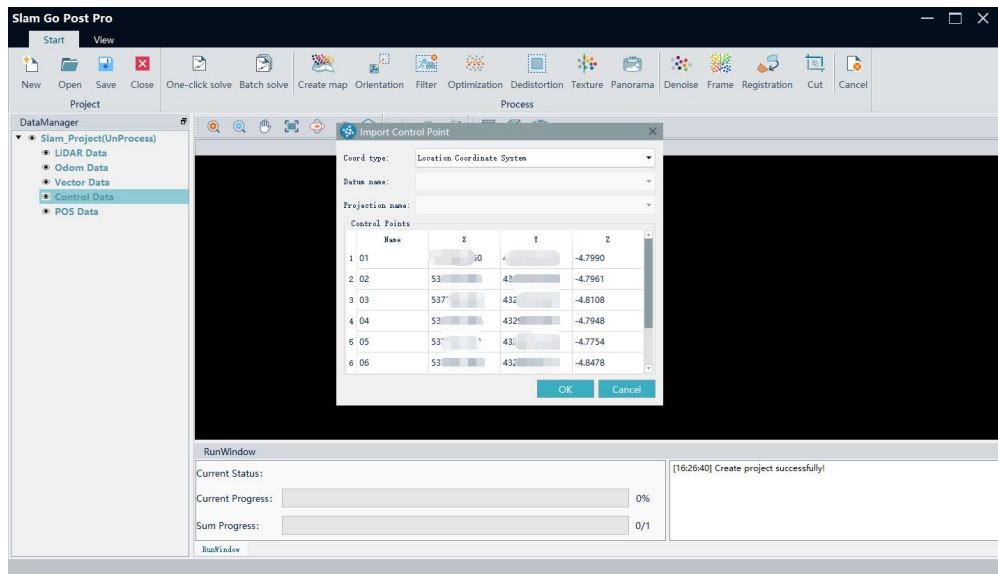 Slam Go Post Pro
Start View
New Open Save Close One-click solve Batch solve Create map Orientation Filter Optimization Dedistortion Texture Panorama Denoise Frame Registration Cut Cancel
Project Process
DataManager
Slam_Project(UnProcess)
LiDAR Data
Odom Data
Vector Data
Control Data
POS Data
Import Control Point
Coord type: Location Coordinate System
Datum name:
Projection name:
Control Points
Name X Y Z
1 01 -4.7990
2 02 -4.7961
3 03 -4.8108
4 04 -4.7948
5 05 -4.7754
6 06 -4.8478
OK Cancel
RunWindow
Current Status:
Current Progress: 0%
Sum Progress: 0/1
[16:26:40] Create project successfully!
RunWindow